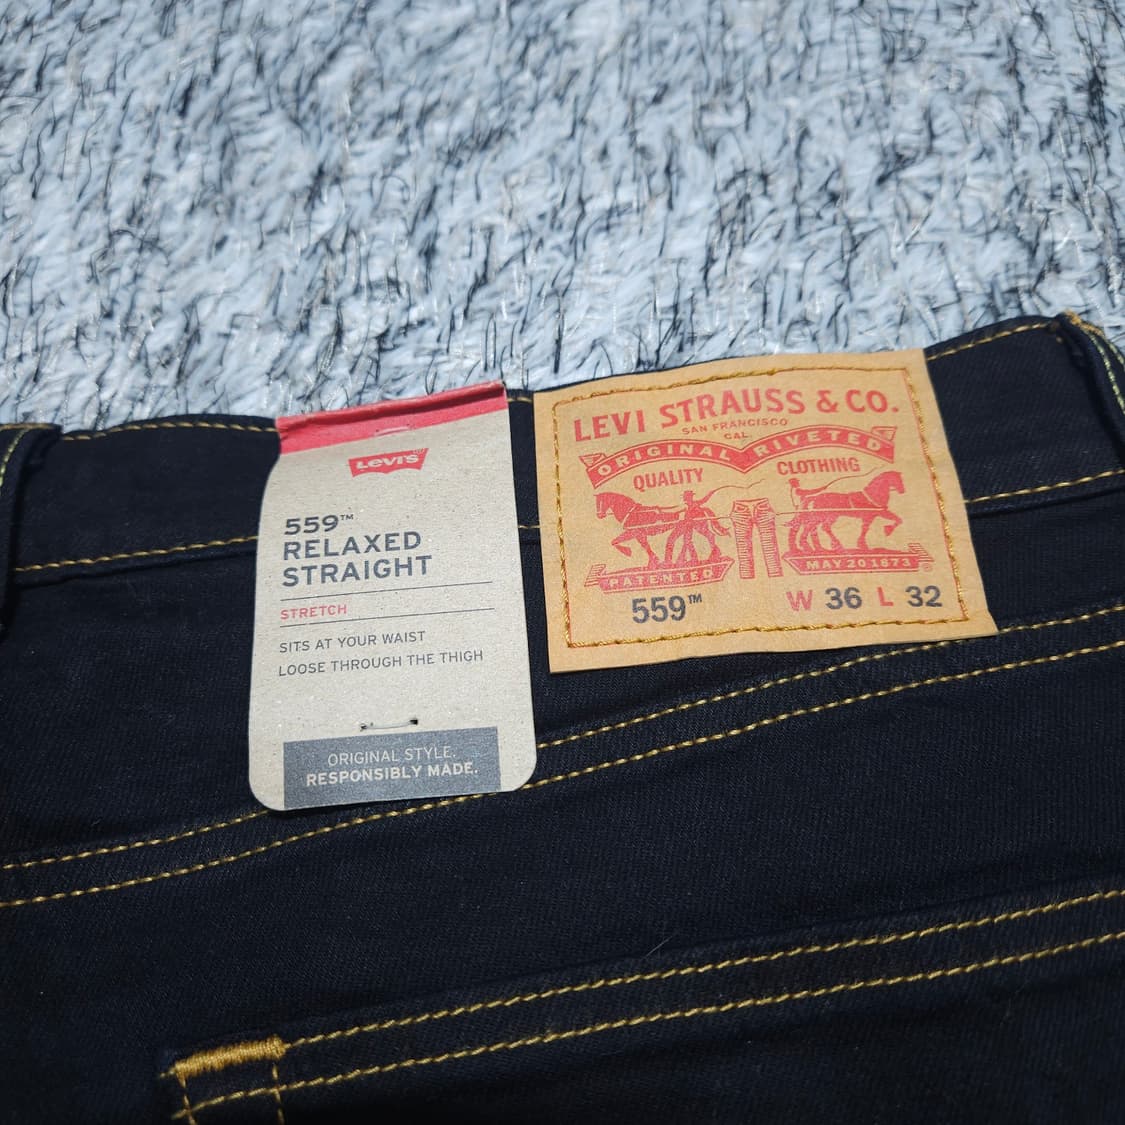 Levi's
559™
RELAXED
STRAIGHT
STRETCH
SITS AT YOUR WAIST
LOOSE THROUGH THE THIGH
ORIGINAL STYLE.
RESPONSIBLY MADE.
LEVI STRAUSS & CO.
SAN FRANCISCO
CAL.
ORIGINAL RIVETED
QUALITY CLOTHING
PATENTED MAY 20 1873
559™ W 36 L 32